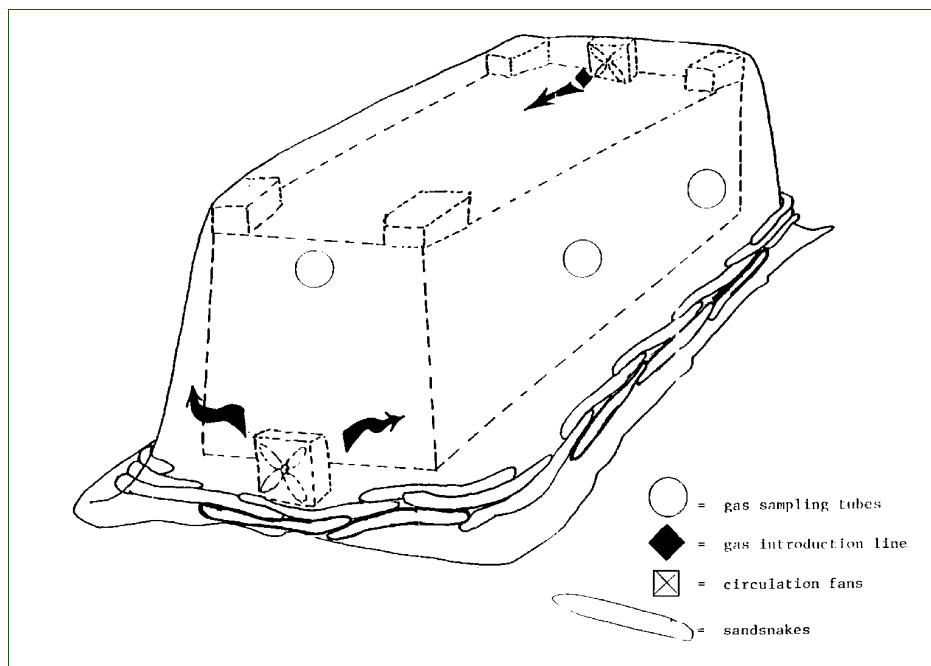 = gas sampling tubes
= gas introduction line
= circulation fans
= sandsnakes